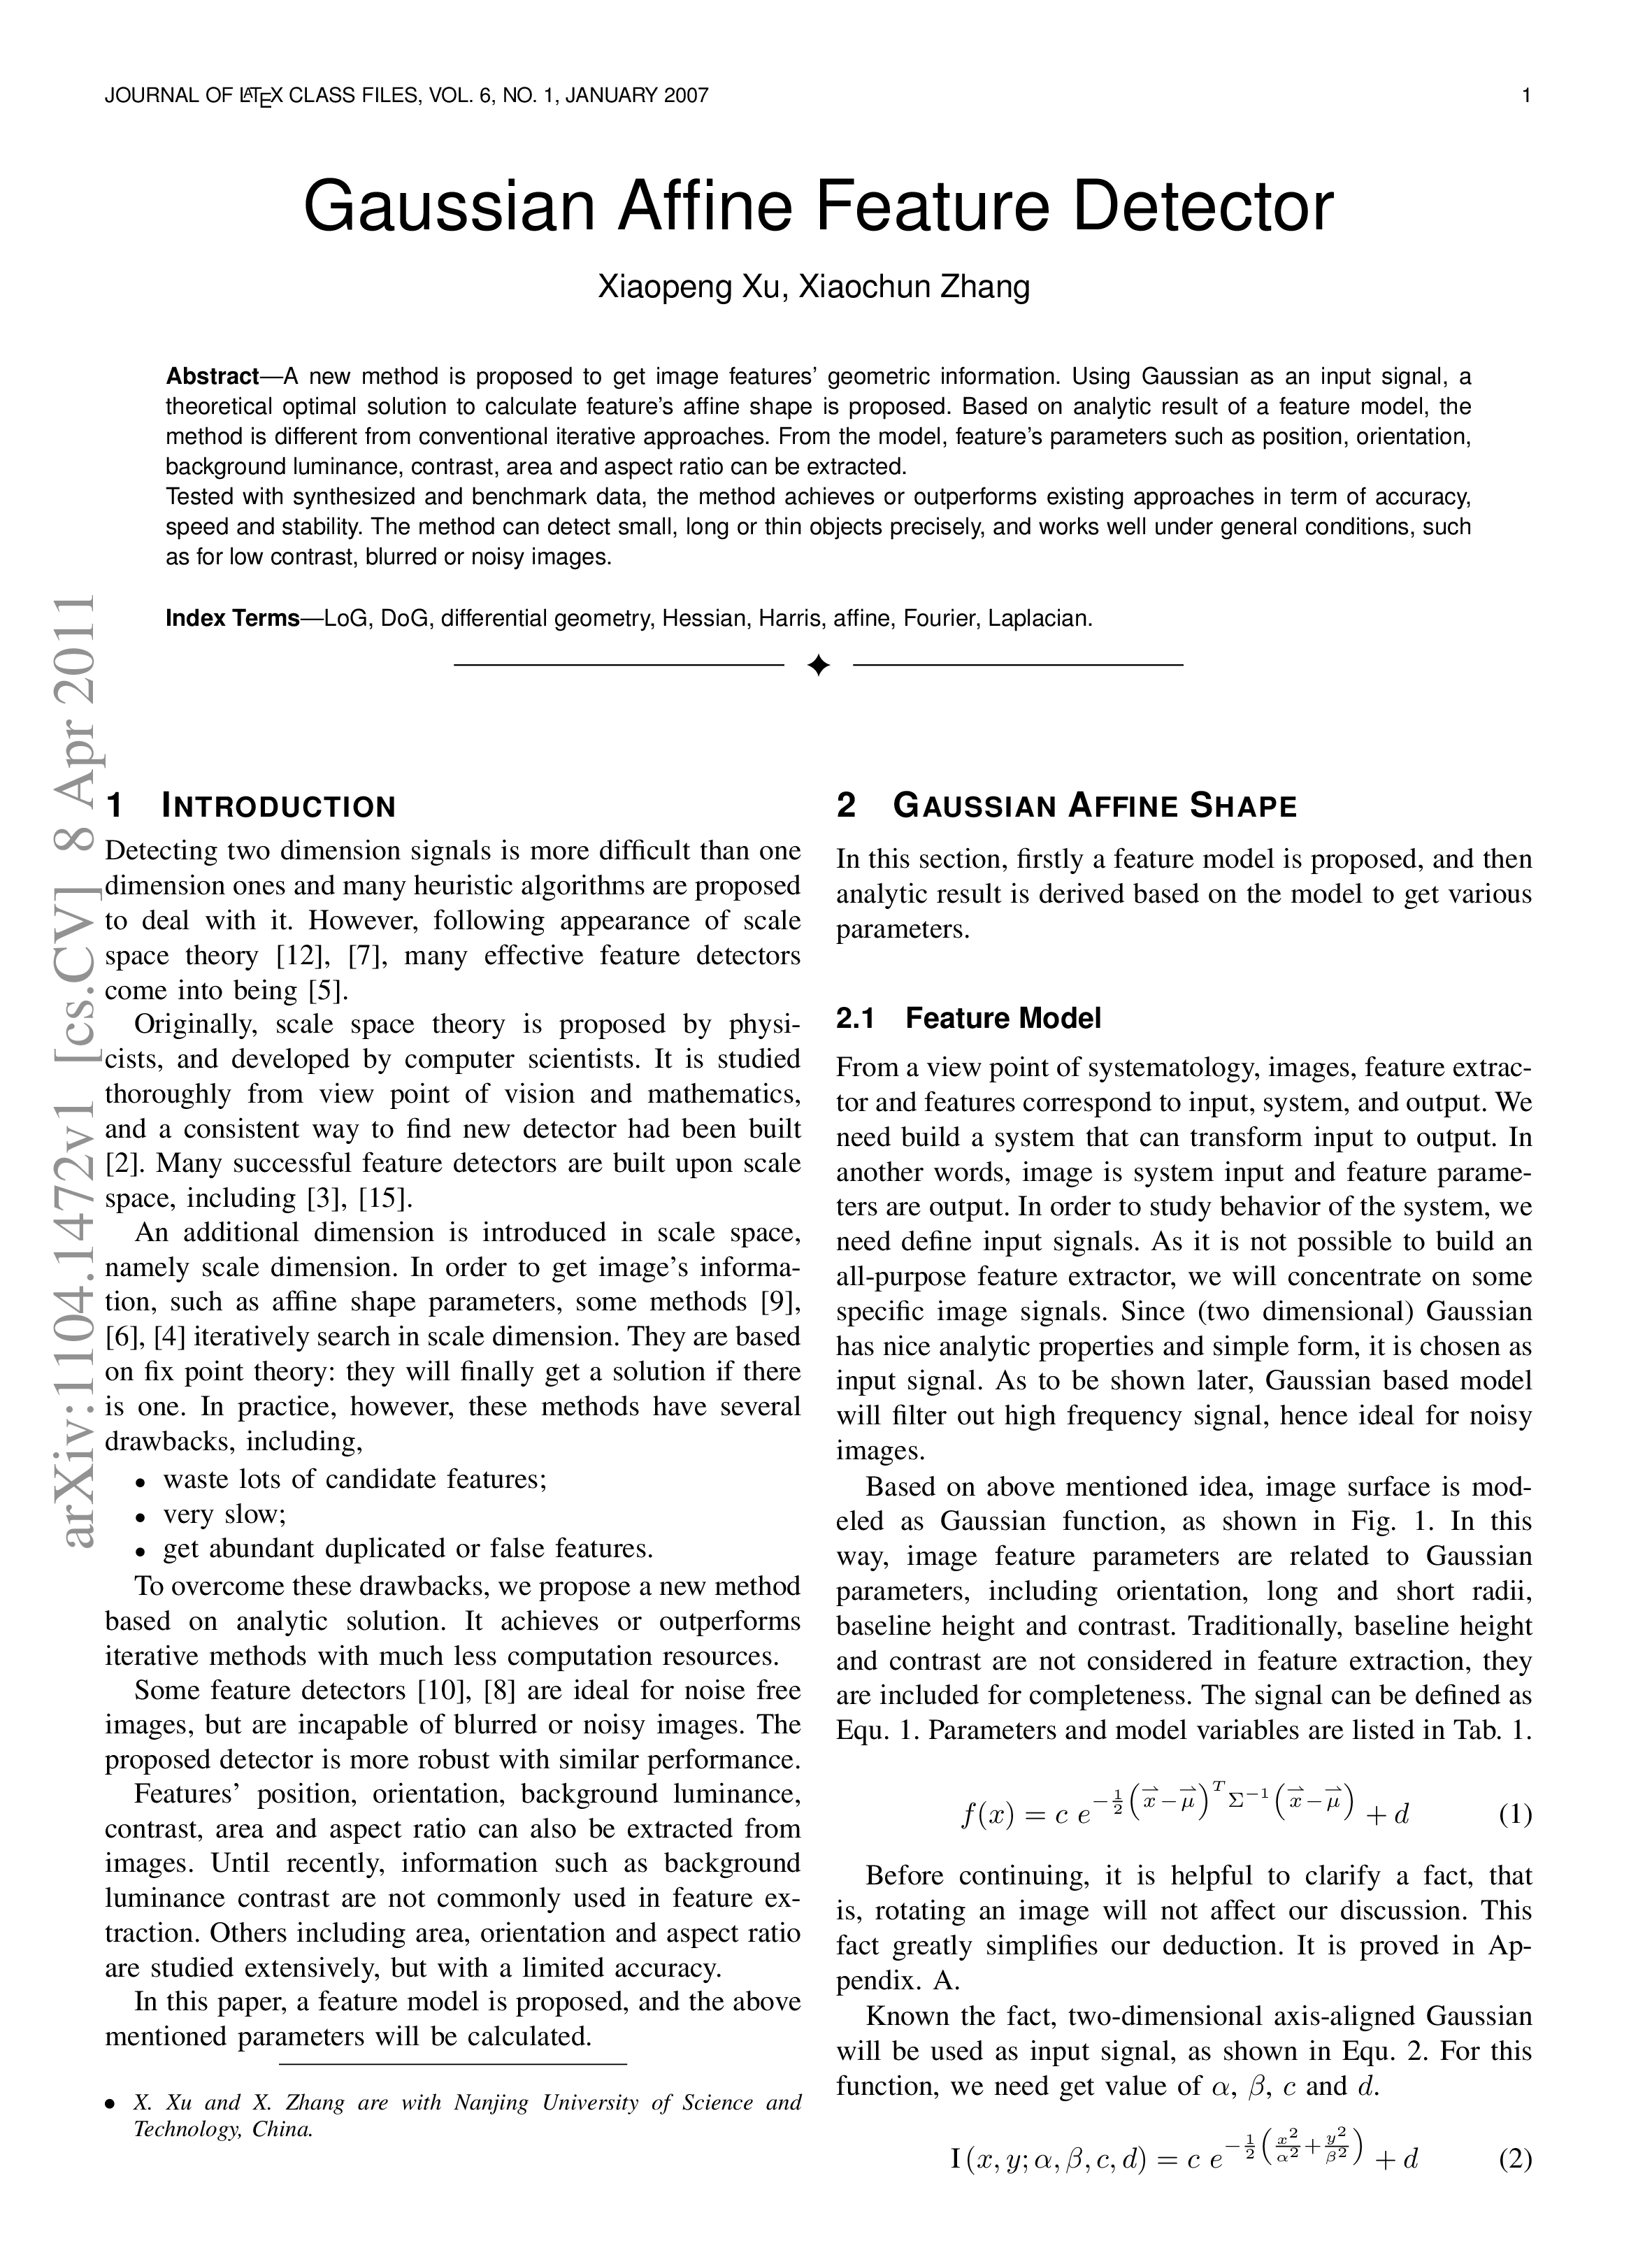 JOURNAL OF LATEX CLASS FILES, VOL. 6, NO. 1, JANUARY 2007 1
Gaussian Affine Feature Detector
Xiaopeng Xu, Xiaochun Zhang
Abstract—A new method is proposed to get image features' geometric information. Using Gaussian as an input signal, a
theoretical optimal solution to calculate feature's affine shape is proposed. Based on analytic result of a feature model, the
method is different from conventional iterative approaches. From the model, feature's parameters such as position, orientation,
background luminance, contrast, area and aspect ratio can be extracted.
Tested with synthesized and benchmark data, the method achieves or outperforms existing approaches in term of accuracy,
speed and stability. The method can detect small, long or thin objects precisely, and works well under general conditions, such
as for low contrast, blurred or noisy images.
Index Terms—LoG, DoG, differential geometry, Hessian, Harris, affine, Fourier, Laplacian.
arXiv:1104.1472v1 [cs.CV] 8 Apr 2011
1 INTRODUCTION
Detecting two dimension signals is more difficult than one
dimension ones and many heuristic algorithms are proposed
to deal with it. However, following appearance of scale
space theory [12], [7], many effective feature detectors
come into being [5].
Originally, scale space theory is proposed by physi-
cists, and developed by computer scientists. It is studied
thoroughly from view point of vision and mathematics,
and a consistent way to find new detector had been built
[2]. Many successful feature detectors are built upon scale
space, including [3], [15].
An additional dimension is introduced in scale space,
namely scale dimension. In order to get image's informa-
tion, such as affine shape parameters, some methods [9],
[6], [4] iteratively search in scale dimension. They are based
on fix point theory: they will finally get a solution if there
is one. In practice, however, these methods have several
drawbacks, including,
• waste lots of candidate features;
• very slow;
• get abundant duplicated or false features.
To overcome these drawbacks, we propose a new method
based on analytic solution. It achieves or outperforms
iterative methods with much less computation resources.
Some feature detectors [10], [8] are ideal for noise free
images, but are incapable of blurred or noisy images. The
proposed detector is more robust with similar performance.
Features' position, orientation, background luminance,
contrast, area and aspect ratio can also be extracted from
images. Until recently, information such as background
luminance contrast are not commonly used in feature ex-
traction. Others including area, orientation and aspect ratio
are studied extensively, but with a limited accuracy.
In this paper, a feature model is proposed, and the above
mentioned parameters will be calculated.
• X. Xu and X. Zhang are with Nanjing University of Science and
Technology, China.
2 GAUSSIAN AFFINE SHAPE
In this section, firstly a feature model is proposed, and then
analytic result is derived based on the model to get various
parameters.
2.1 Feature Model
From a view point of systematology, images, feature extrac-
tor and features correspond to input, system, and output. We
need build a system that can transform input to output. In
another words, image is system input and feature parame-
ters are output. In order to study behavior of the system, we
need define input signals. As it is not possible to build an
all-purpose feature extractor, we will concentrate on some
specific image signals. Since (two dimensional) Gaussian
has nice analytic properties and simple form, it is chosen as
input signal. As to be shown later, Gaussian based model
will filter out high frequency signal, hence ideal for noisy
images.
Based on above mentioned idea, image surface is mod-
eled as Gaussian function, as shown in Fig. 1. In this
way, image feature parameters are related to Gaussian
parameters, including orientation, long and short radii,
baseline height and contrast. Traditionally, baseline height
and contrast are not considered in feature extraction, they
are included for completeness. The signal can be defined as
Equ. 1. Parameters and model variables are listed in Tab. 1.
f(x) = c e^{-\frac{1}{2}(\vec{x}-\vec{\mu})^T Σ^{-1}(\vec{x}-\vec{\mu})} + d (1)
Before continuing, it is helpful to clarify a fact, that
is, rotating an image will not affect our discussion. This
fact greatly simplifies our deduction. It is proved in Ap-
pendix. A.
Known the fact, two-dimensional axis-aligned Gaussian
will be used as input signal, as shown in Equ. 2. For this
function, we need get value of α, β, c and d.
I (x, y; α, β, c, d) = c e^{-\frac{1}{2}(\frac{x^2}{α^2}+\frac{y^2}{β^2})} + d (2)